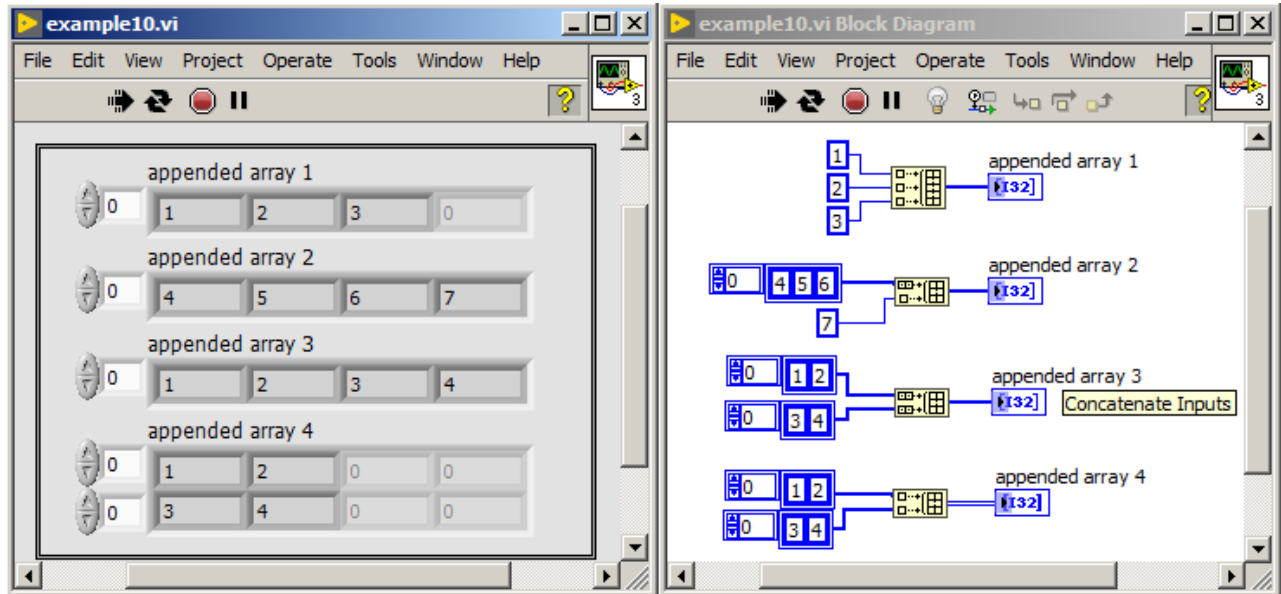 example10.vi
File Edit View Project Operate Tools Window Help
3
appended array 1
0 1 2 3 0
appended array 2
0 4 5 6 7
appended array 3
0 1 2 3 4
appended array 4
0 1 2 0 0
0 3 4 0 0
example10.vi Block Diagram
File Edit View Project Operate Tools Window Help
3
1
2
3
appended array 1
I32
0 4 5 6
7
appended array 2
I32
0 1 2
0 3 4
appended array 3
I32
Concatenate Inputs
0 1 2
0 3 4
appended array 4
I32